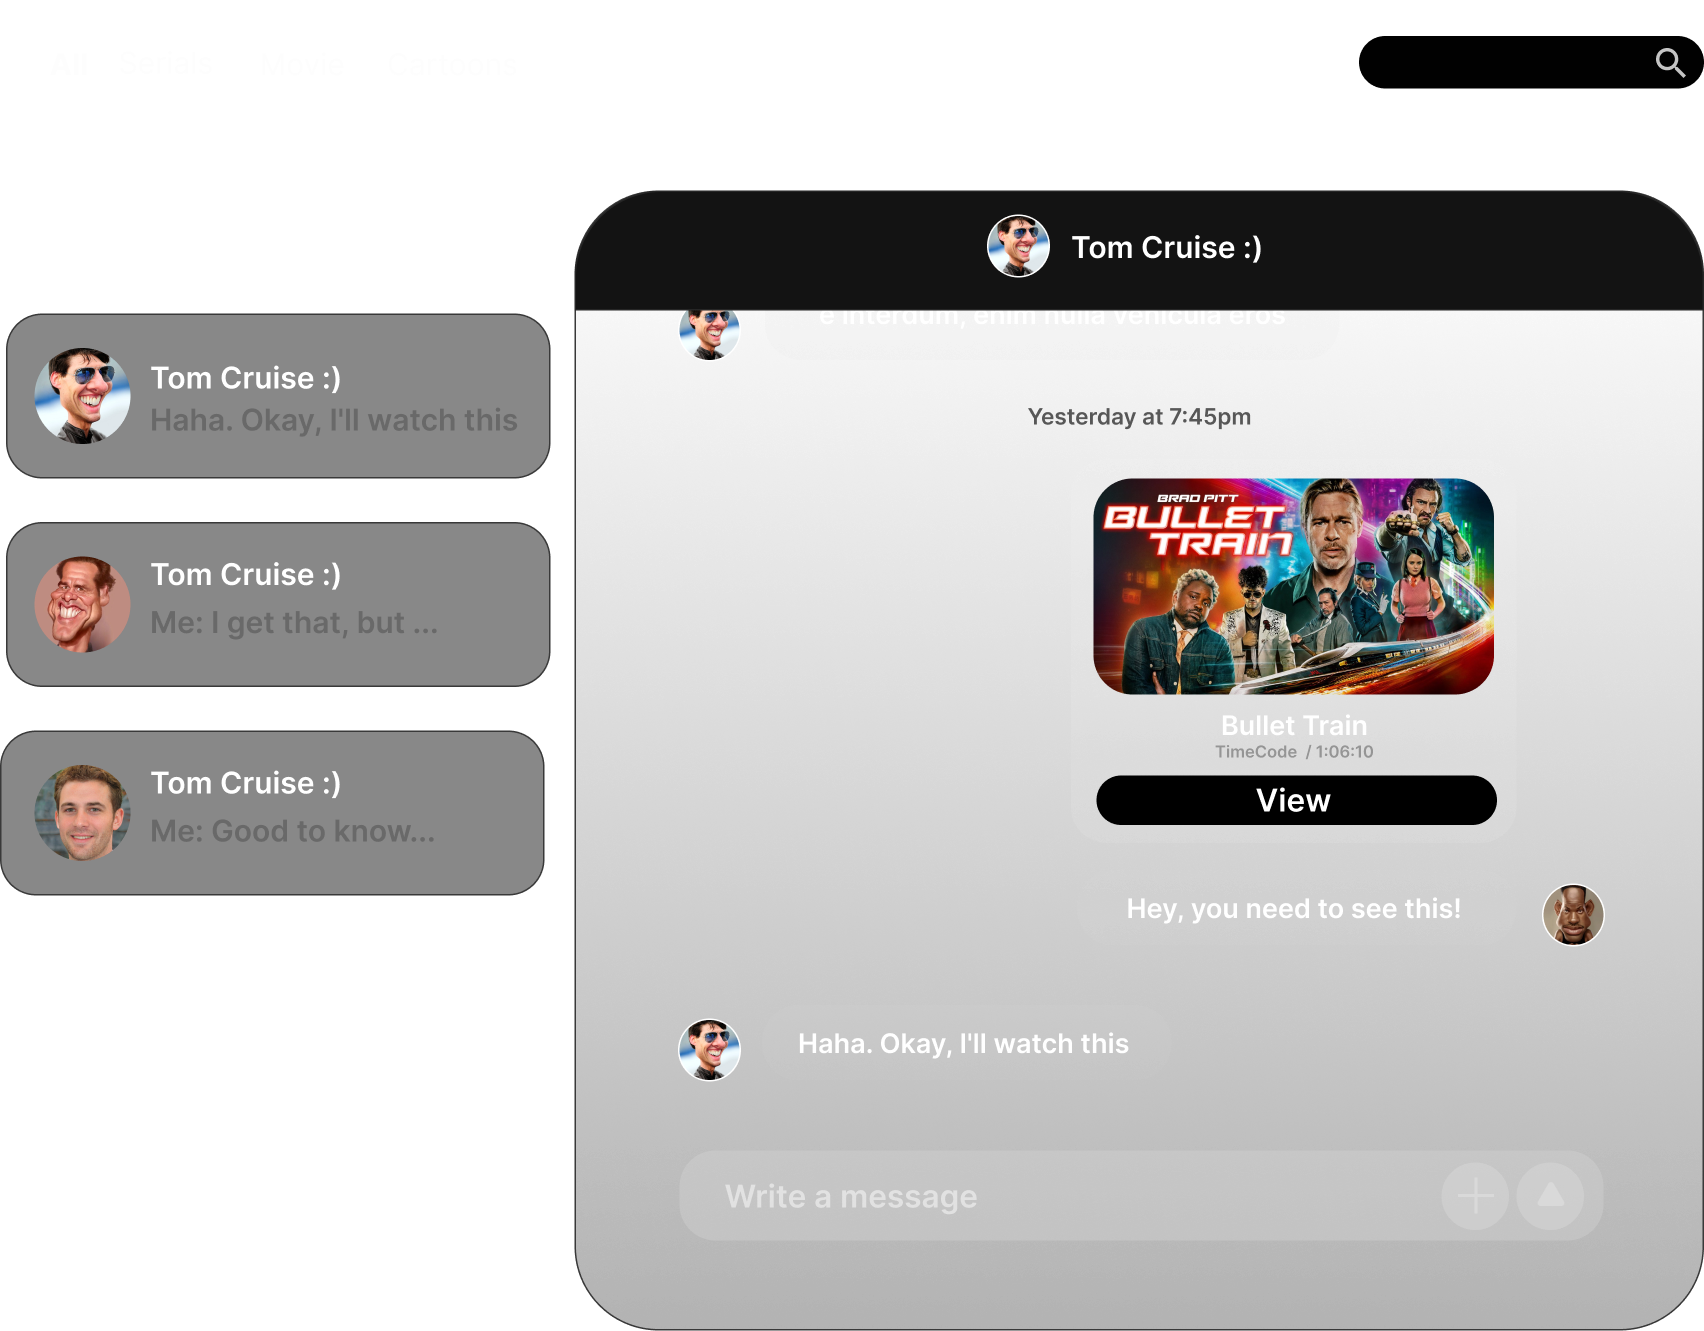 All Serials Movie Cartoons
Tom Cruise :)
Haha. Okay, I'll watch this
Tom Cruise :)
Me: I get that, but ...
Tom Cruise :)
Me: Good to know...
Tom Cruise :)
e interdum, enim nulla vehicula eros
Yesterday at 7:45pm
BRAD PITT
BULLET
TRAIN
Bullet Train
TimeCode / 1:06:10
View
Hey, you need to see this!
Haha. Okay, I'll watch this
Write a message